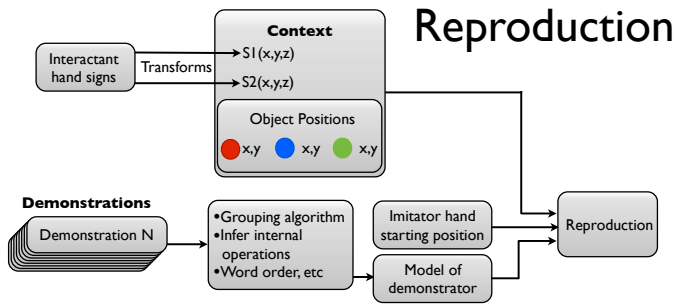 Reproduction
Context
Interactant
hand signs
Transforms
S1(x,y,z)
S2(x,y,z)
Object Positions
x,y x,y x,y
Demonstrations
Demonstration N
•Grouping algorithm
•Infer internal
operations
•Word order, etc
Imitator hand
starting position
Model of
demonstrator
Reproduction